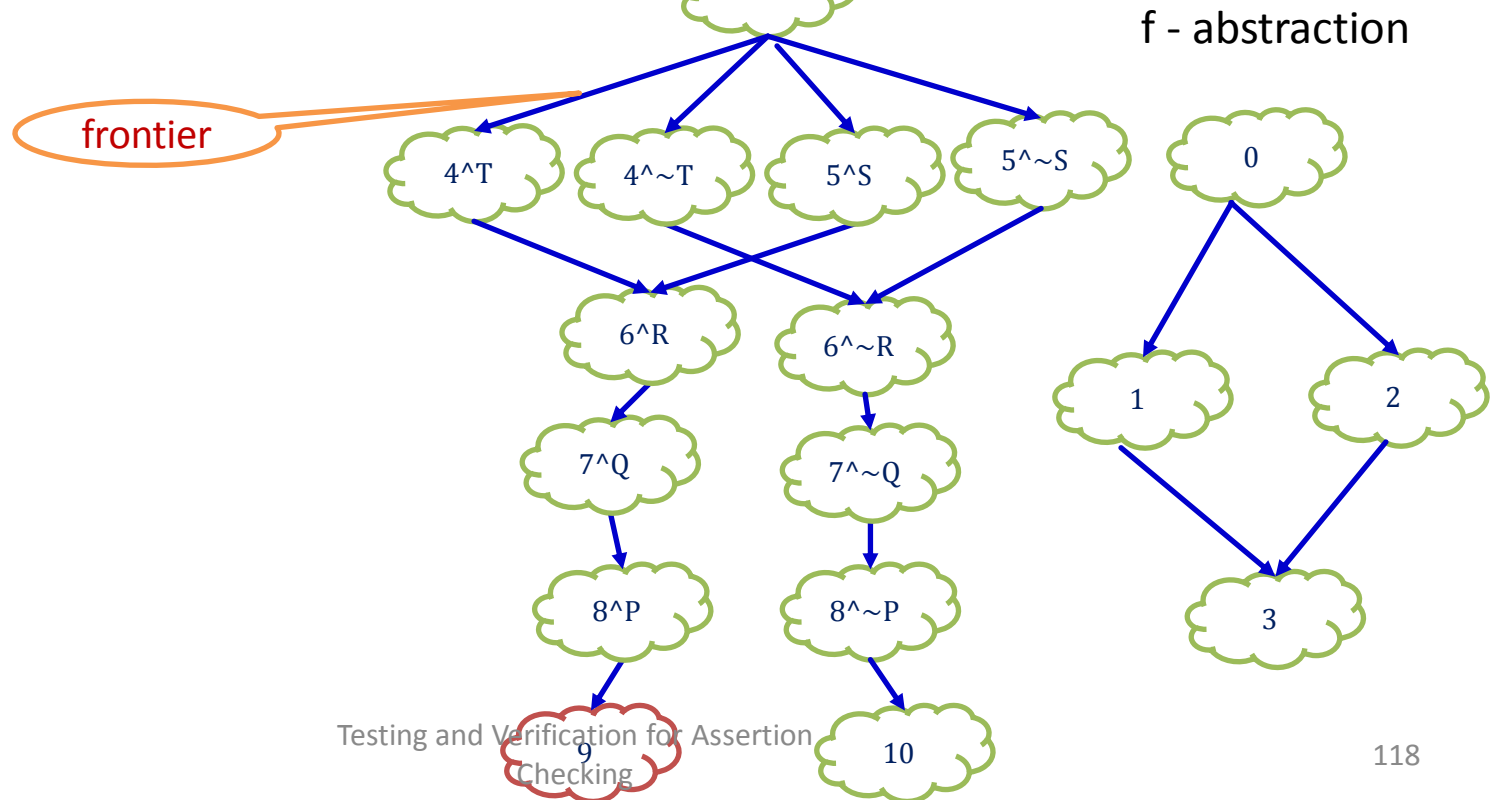 f - abstraction
frontier
4^T
4^~T
5^S
5^~S
0
6^R
6^~R
1
2
7^Q
7^~Q
8^P
8^~P
3
Testing and Verification for Assertion
Checking
9
10
118